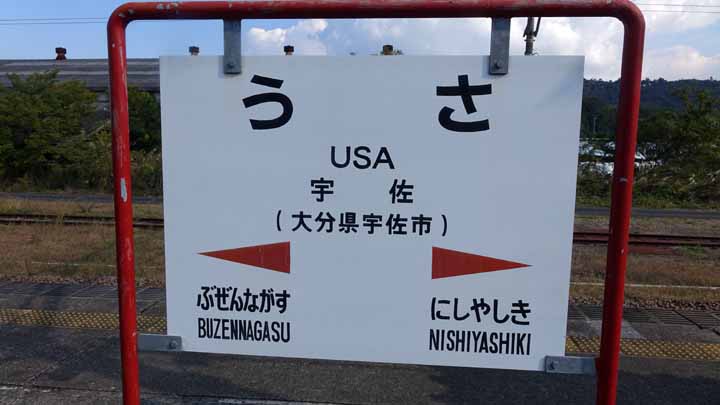 うさ
USA
宇佐
(大分県宇佐市)
ぶぜんながす
BUZENNAGASU
にしやしき
NISHIYASHIKI